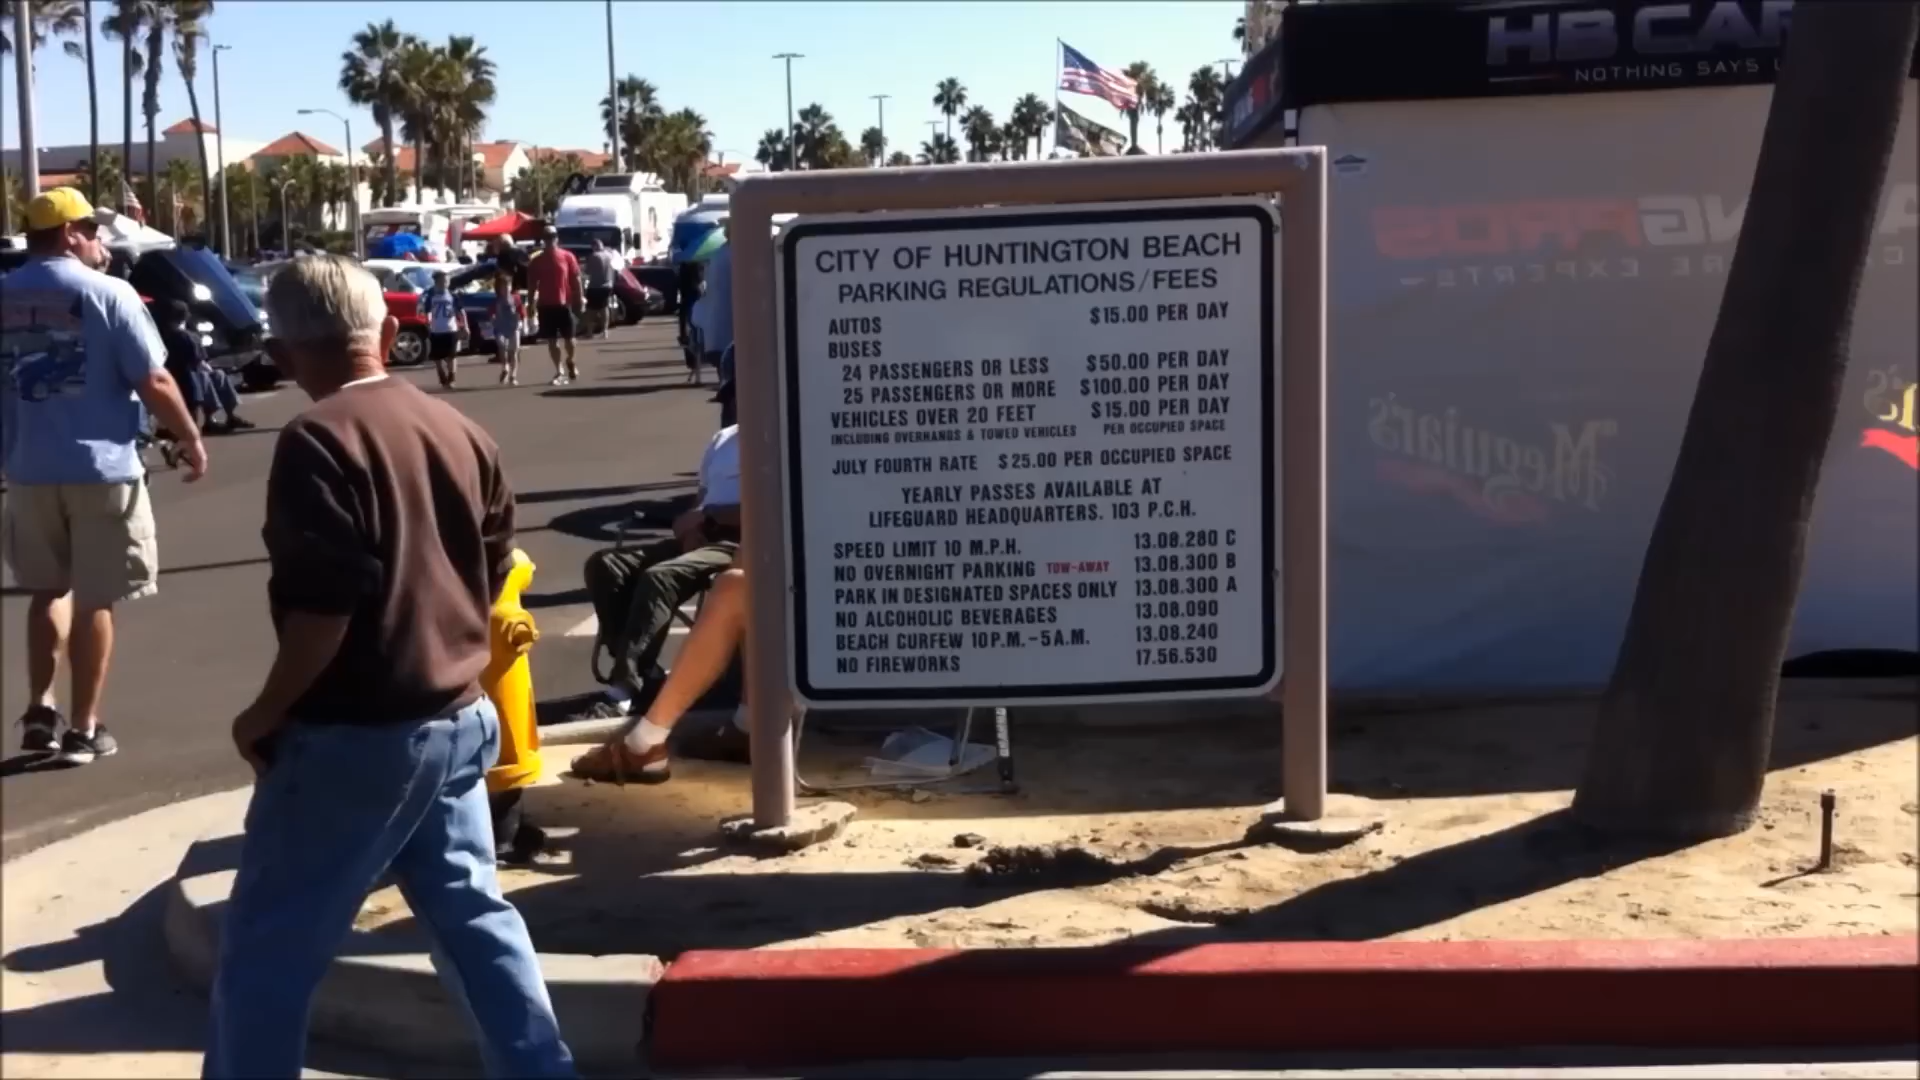 HB CAR
NOTHING SAYS
CITY OF HUNTINGTON BEACH
PARKING REGULATIONS/FEES
AUTOS $15.00 PER DAY
BUSES
24 PASSENGERS OR LESS $50.00 PER DAY
25 PASSENGERS OR MORE $100.00 PER DAY
VEHICLES OVER 20 FEET $15.00 PER DAY
INCLUDING OVERHANGS & TOWED VEHICLES PER OCCUPIED SPACE
JULY FOURTH RATE $25.00 PER OCCUPIED SPACE
YEARLY PASSES AVAILABLE AT
LIFEGUARD HEADQUARTERS. 103 P.C.H.
SPEED LIMIT 10 M.P.H. 13.08.280 C
NO OVERNIGHT PARKING TOW-AWAY 13.08.300 B
PARK IN DESIGNATED SPACES ONLY 13.08.300 A
NO ALCOHOLIC BEVERAGES 13.08.090
BEACH CURFEW 10P.M.-5A.M. 13.08.240
NO FIREWORKS 17.56.530
Meguiar's
76